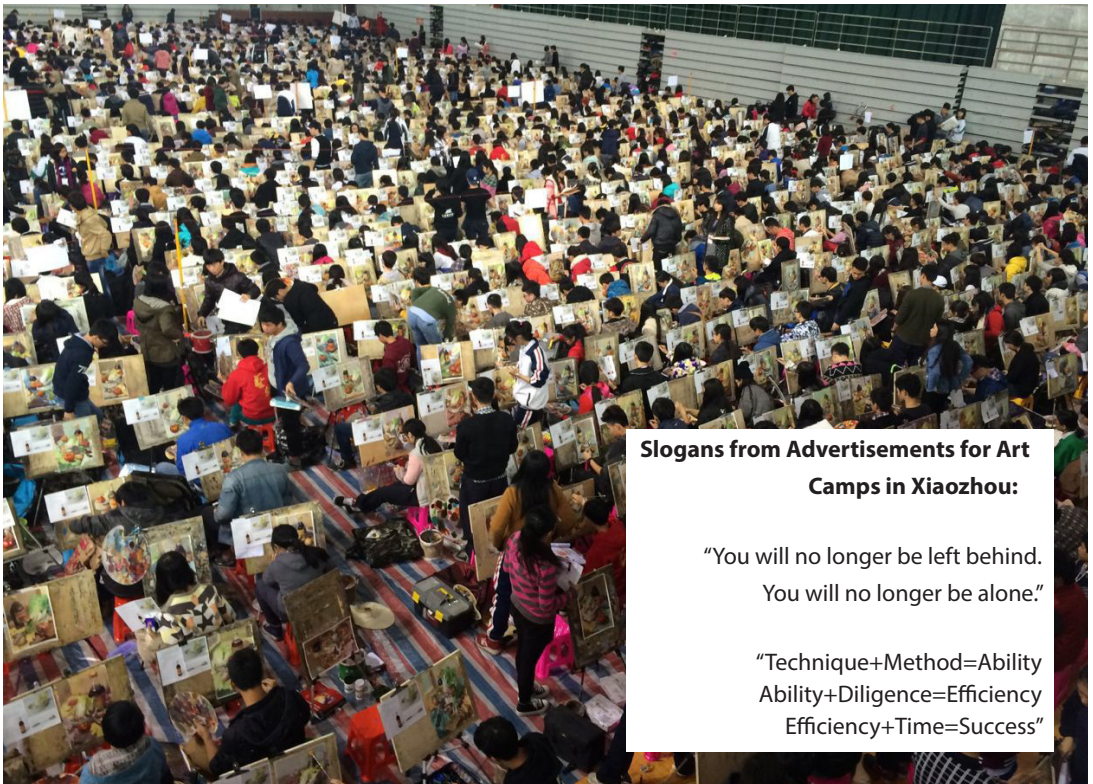 Slogans from Advertisements for Art
Camps in Xiaozhou:
“You will no longer be left behind.
You will no longer be alone.”
“Technique+Method=Ability
Ability+Diligence=Efficiency
Efficiency+Time=Success”